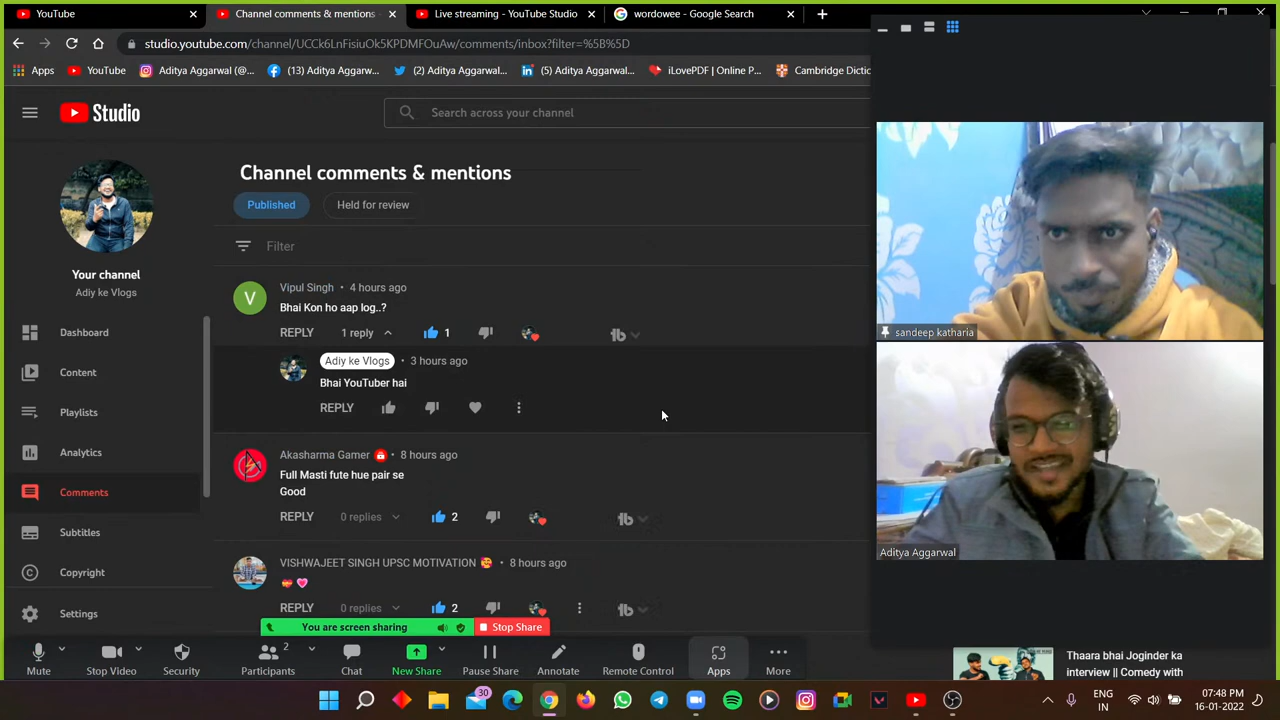 YouTube
Channel comments & mentions -
Live streaming - YouTube Studio
wordowee - Google Search
studio.youtube.com/channel/UCCk6LnFisiuOk5KPDMFOuAw/comments/inbox?filter=%5B%5D
Apps
YouTube
Aditya Aggarwal (@...
(13) Aditya Aggarw...
(2) Aditya Aggarwal...
(5) Aditya Aggarwal...
iLovePDF | Online P...
Cambridge Dictio
Studio
Search across your channel
Your channel
Adiy ke Vlogs
Dashboard
Content
Playlists
Analytics
Comments
Subtitles
Copyright
Settings
Channel comments & mentions
Published
Held for review
Filter
V
Vipul Singh • 4 hours ago
Bhai Kon ho aap log..?
REPLY 1 reply 1
Adiy ke Vlogs • 3 hours ago
Bhai YouTuber hai
REPLY
Akasharma Gamer • 8 hours ago
Full Masti fute hue pair se
Good
REPLY 0 replies 2
VISHWAJEET SINGH UPSC MOTIVATION 🥰 • 8 hours ago
💝💗
REPLY 0 replies 2
sandeep katharia
Aditya Aggarwal
Thaara bhai Joginder ka
interview || Comedy with
You are screen sharing
Stop Share
Mute
Stop Video
Security
2
Participants
Chat
New Share
Pause Share
Annotate
Remote Control
Apps
More
30
ENG
IN
07:48 PM
16-01-2022